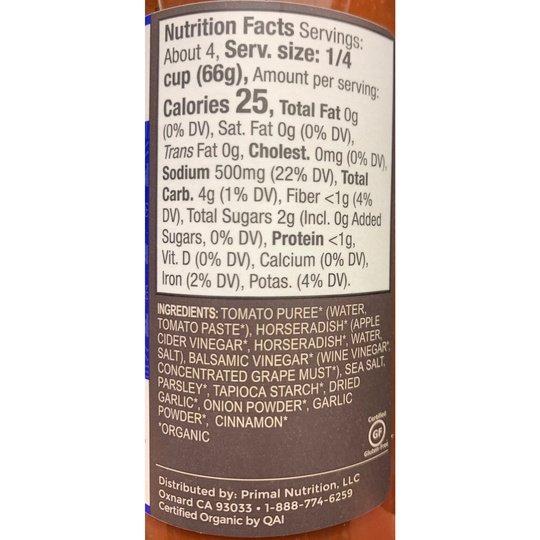 Nutrition Facts Servings:
About 4, Serv. size: 1/4
cup (66g), Amount per serving:
Calories 25, Total Fat 0g
(0% DV), Sat. Fat 0g (0% DV),
Trans Fat 0g, Cholest. 0mg (0% DV),
Sodium 500mg (22% DV), Total
Carb. 4g (1% DV), Fiber <1g (4%
DV), Total Sugars 2g (Incl. 0g Added
Sugars, 0% DV), Protein <1g,
Vit. D (0% DV), Calcium (0% DV),
Iron (2% DV), Potas. (4% DV).
INGREDIENTS: TOMATO PUREE* (WATER,
TOMATO PASTE*), HORSERADISH* (APPLE
CIDER VINEGAR*, HORSERADISH*, WATER,
SALT), BALSAMIC VINEGAR* (WINE VINEGAR*,
CONCENTRATED GRAPE MUST*), SEA SALT,
PARSLEY*, TAPIOCA STARCH*, DRIED
GARLIC*, ONION POWDER*, GARLIC
POWDER*, CINNAMON*
*ORGANIC
Certified
GF
Gluten-Free
Distributed by: Primal Nutrition, LLC
Oxnard CA 93033 • 1-888-774-6259
Certified Organic by QAI